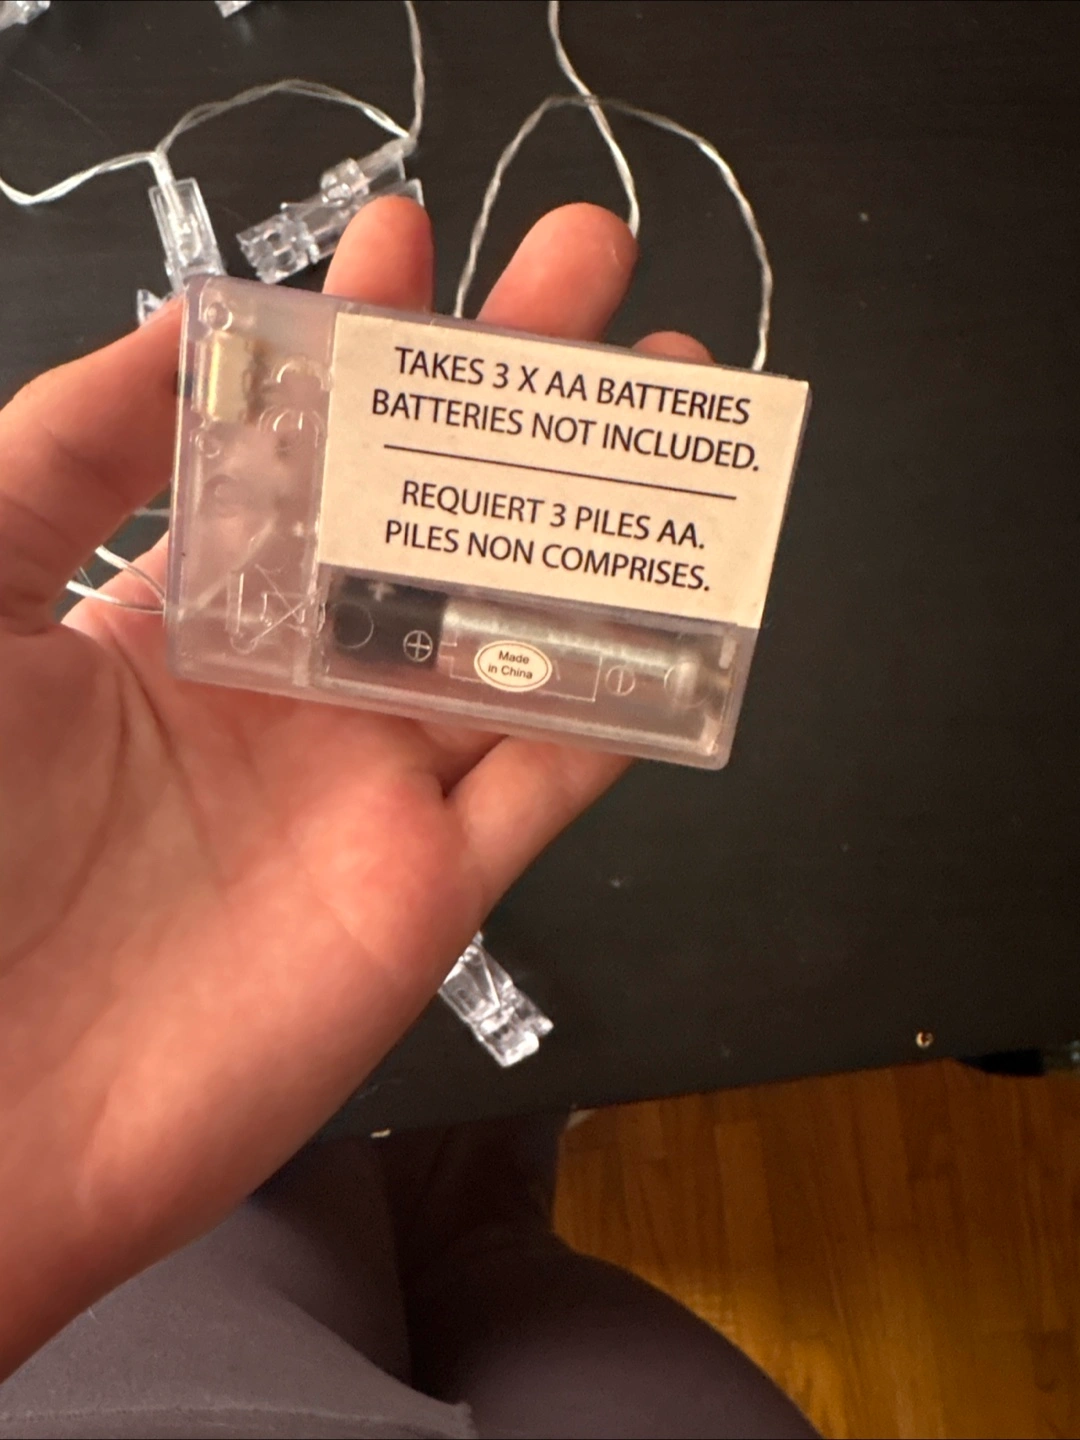 TAKES 3 X AA BATTERIES
BATTERIES NOT INCLUDED.
REQUIERT 3 PILES AA.
PILES NON COMPRISES.
Made
in China